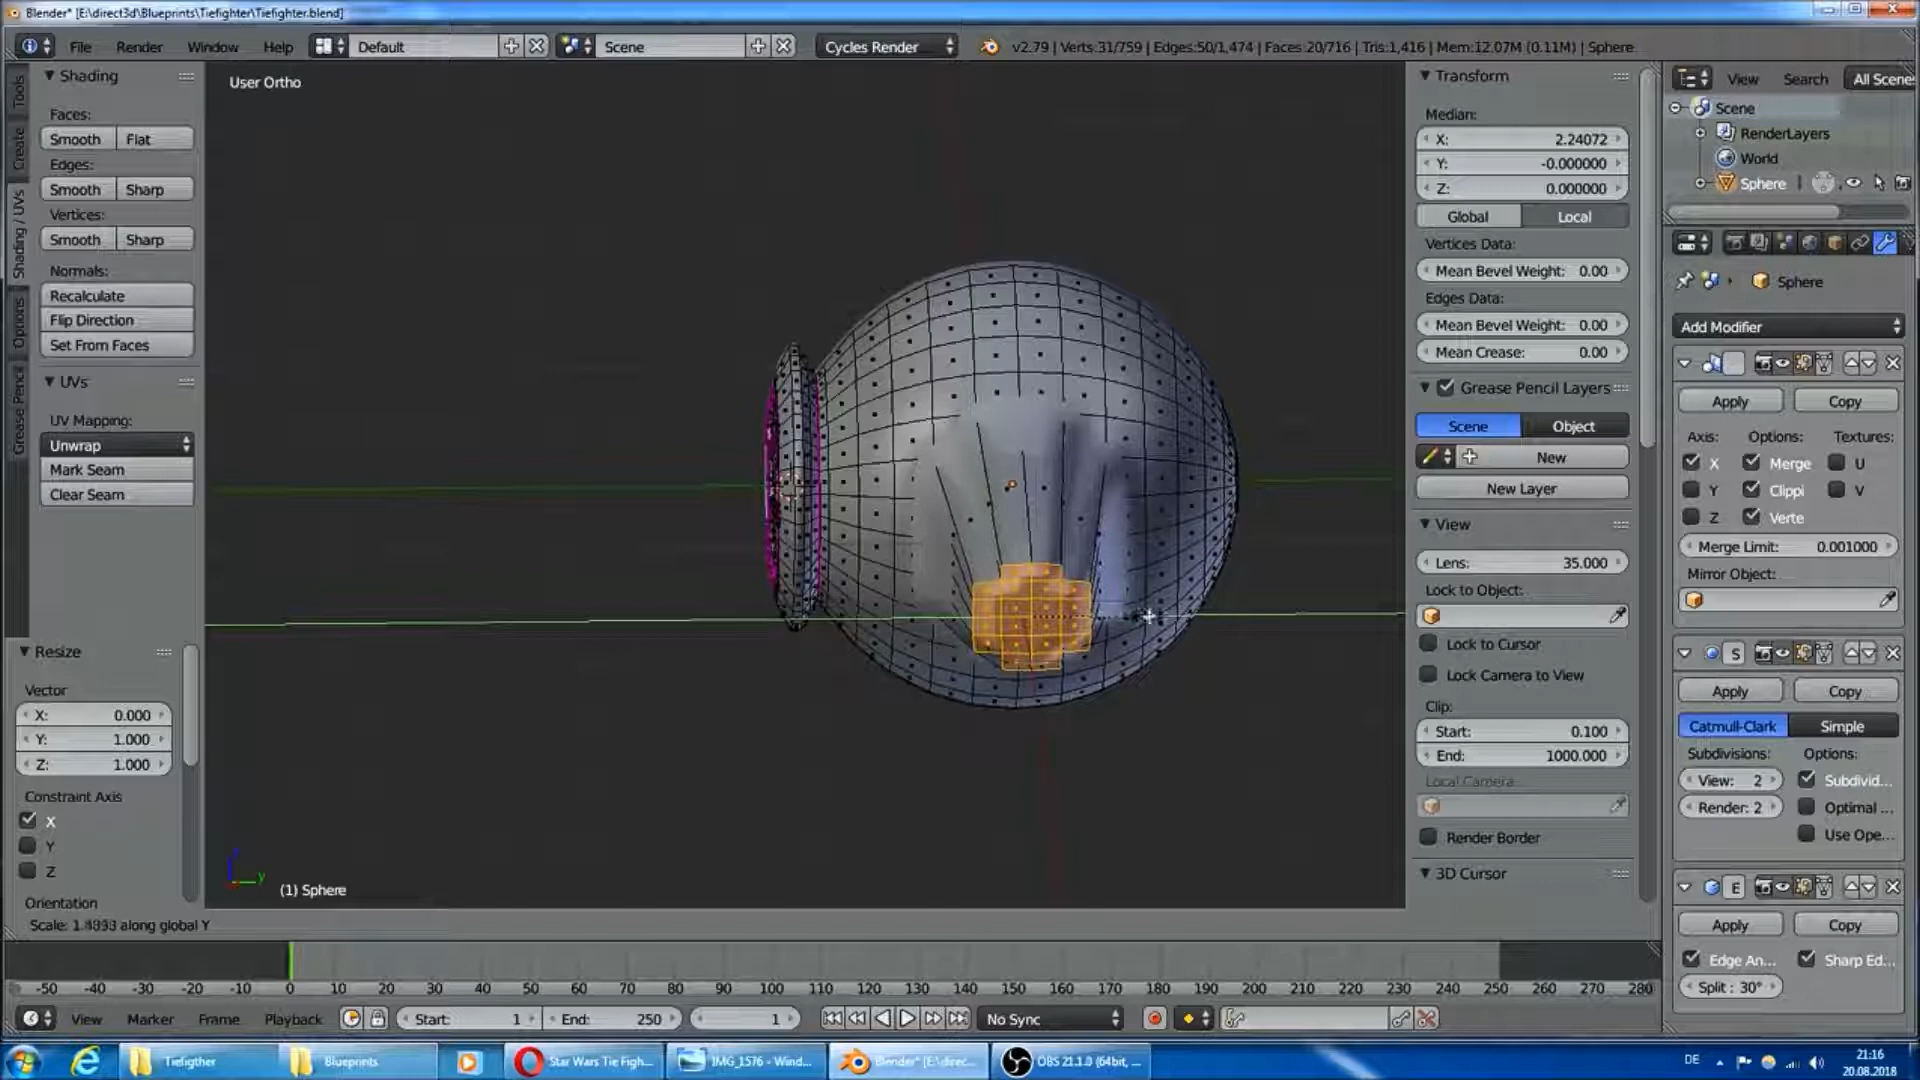 Blender* [E:\direct3d\Blueprints\Tiefighter\Tiefighter.blend]
File Render Window Help Default Scene Cycles Render v2.79 | Verts:31/759 | Edges:50/1,474 | Faces:20/716 | Tris:1,416 | Mem:12.07M (0.11M) | Sphere
Tools
Create
Shading / UVs
Options
Grease Pencil
Shading
Faces:
Smooth Flat
Edges:
Smooth Sharp
Vertices:
Smooth Sharp
Normals:
Recalculate
Flip Direction
Set From Faces
UVs
UV Mapping:
Unwrap
Mark Seam
Clear Seam
Resize
Vector
X: 0.000
Y: 1.000
Z: 1.000
Constraint Axis
X
Y
Z
Orientation
User Ortho
y
(1) Sphere
Scale: 1.4893 along global Y
Transform
Median:
X: 2.24072
Y: -0.000000
Z: 0.000000
Global Local
Vertices Data:
Mean Bevel Weight: 0.00
Edges Data:
Mean Bevel Weight: 0.00
Mean Crease: 0.00
Grease Pencil Layers
Scene Object
New
New Layer
View
Lens: 35.000
Lock to Object:
Lock to Cursor
Lock Camera to View
Clip:
Start: 0.100
End: 1000.000
Local Camera:
Render Border
3D Cursor
View Search All Scene
Scene
RenderLayers
World
Sphere
Sphere
Add Modifier
Apply Copy
Axis: Options: Textures:
X Merge U
Y Clippi V
Z Verte
Merge Limit: 0.001000
Mirror Object:
S
Apply Copy
Catmull-Clark Simple
Subdivisions: Options:
View: 2 Subdivid...
Render: 2 Optimal ...
Use Ope...
E
Apply Copy
Edge An... Sharp Ed...
Split : 30°
-50 -40 -30 -20 -10 0 10 20 30 40 50 60 70 80 90 100 110 120 130 140 150 160 170 180 190 200 210 220 230 240 250 260 270 280
View Marker Frame Playback Start: 1 End: 250 1 No Sync
Tiefigther Blueprints Star Wars Tie Figh... IMG_1576 - Wind... Blender* [E:\direc... OBS 21.1.0 (64bit, ... DE 21:16
20.08.2018